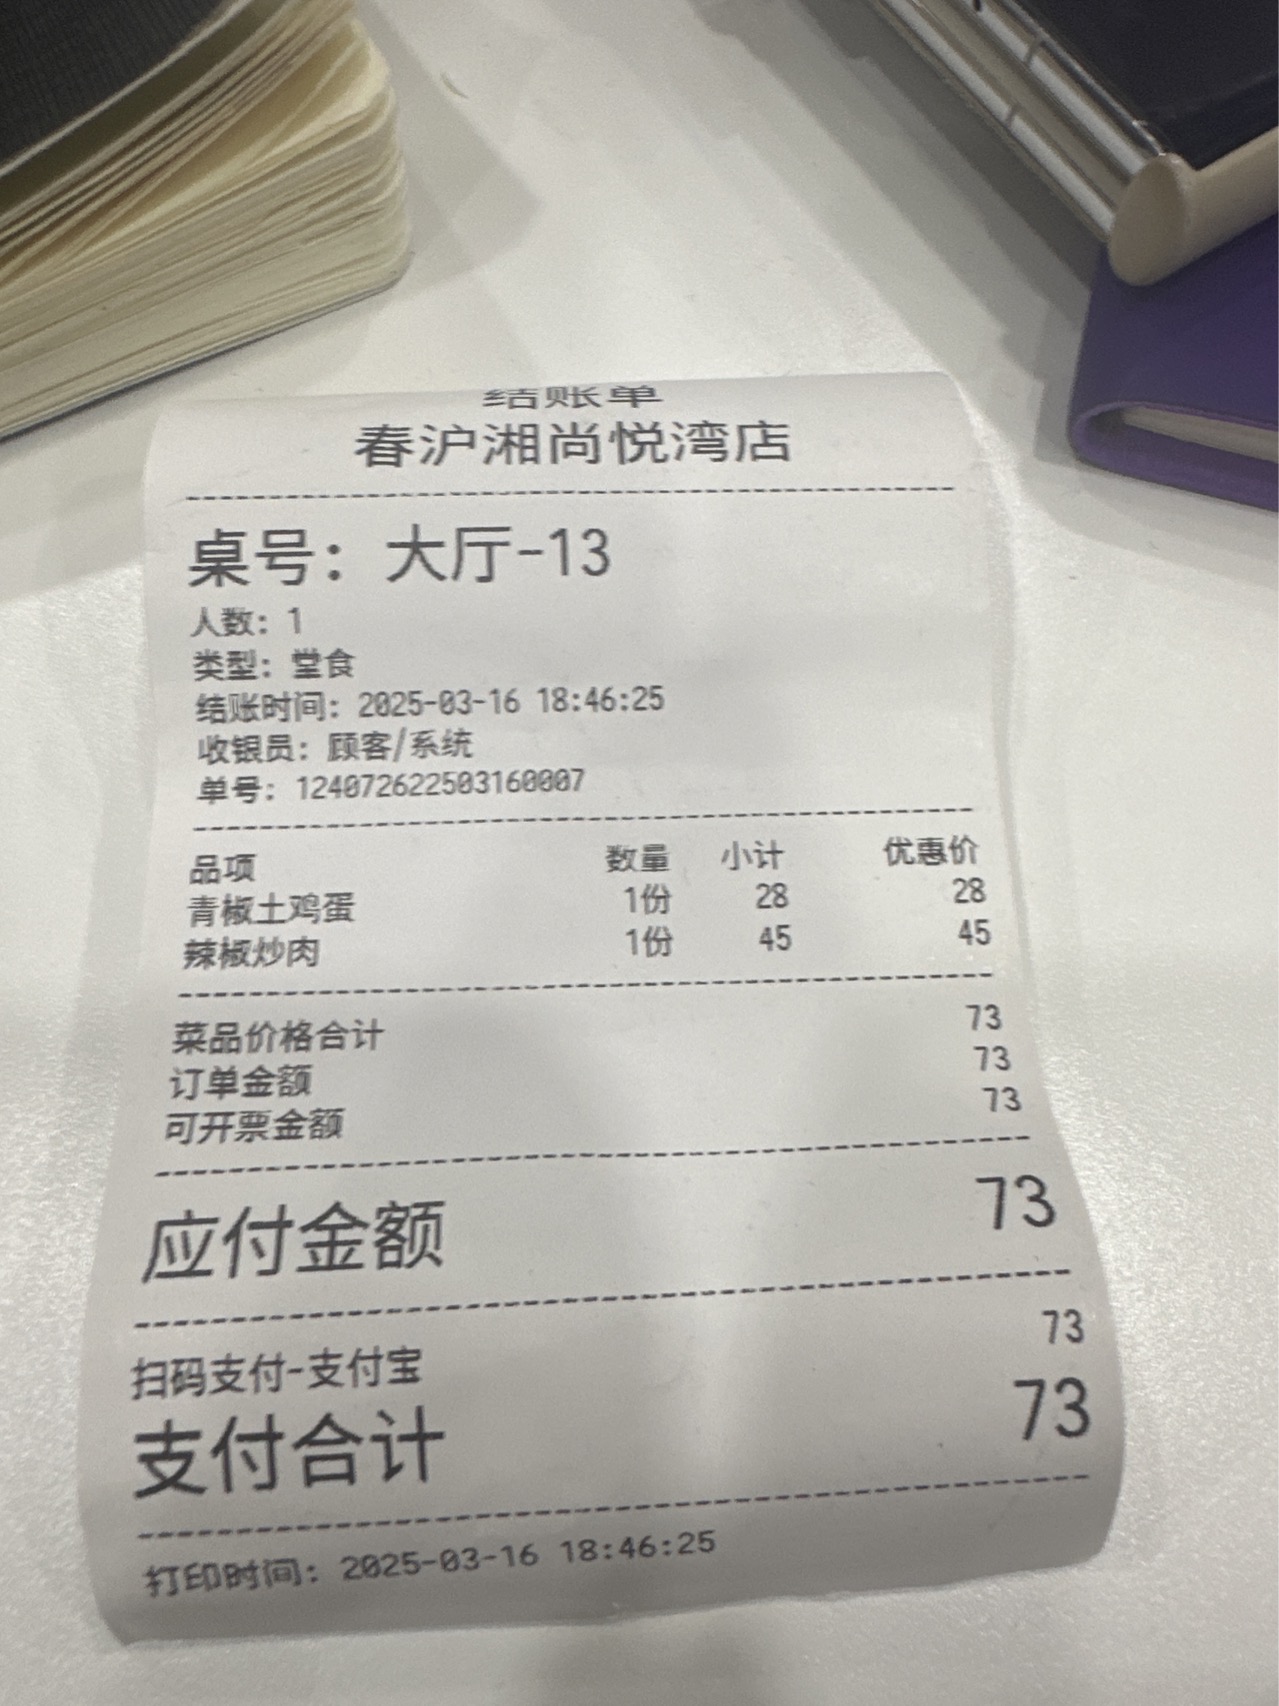 结账单
春沪湘尚悦湾店
桌号：大厅-13
人数：1
类型：堂食
结账时间：2025-03-16 18:46:25
收银员：顾客/系统
单号：124072622503160007
品项 数量 小计 优惠价
青椒土鸡蛋 1份 28 28
辣椒炒肉 1份 45 45
菜品价格合计 73
订单金额 73
可开票金额 73
应付金额 73
扫码支付-支付宝 73
支付合计 73
打印时间：2025-03-16 18:46:25